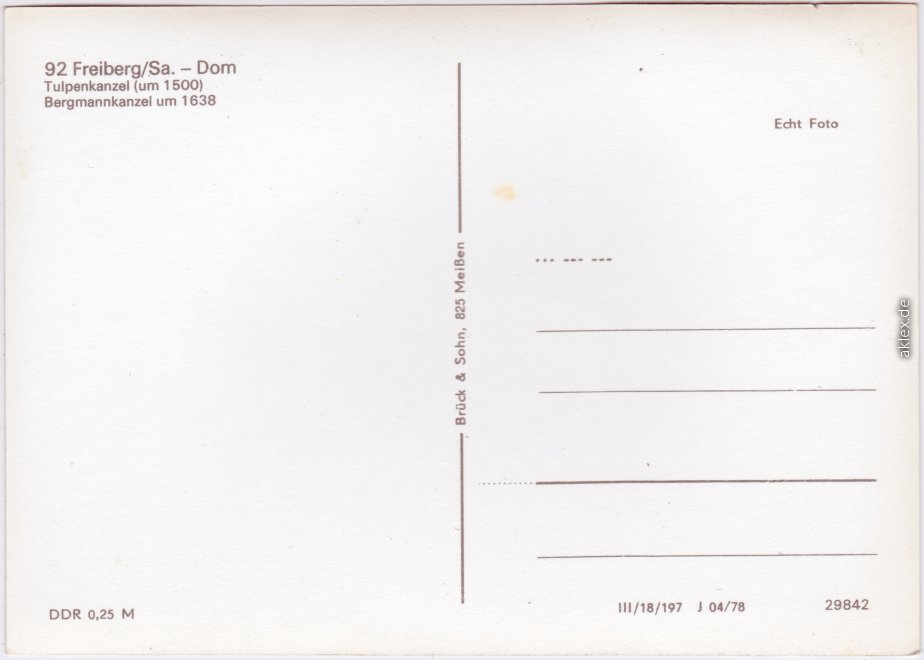 92 Freiberg/Sa. – Dom
Tulpenkanzel (um 1500)
Bergmannkanzel um 1638
Echt Foto
Brück & Sohn, 825 Meißen
DDR 0,25 M
III/18/197 J 04/78
29842
aklex.de